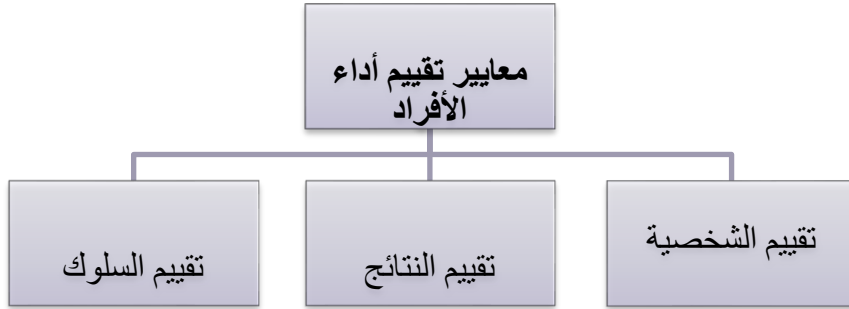 معايير تقييم أداء
الأفراد
تقييم الشخصية
تقييم النتائج
تقييم السلوك